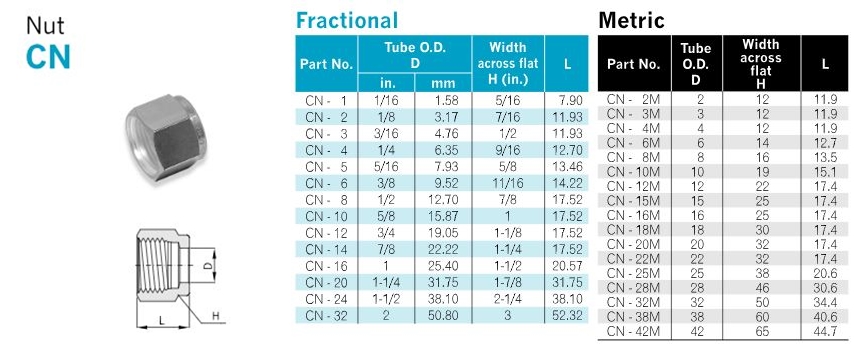 Nut
CN
D
L
H
Fractional
Part No. Tube O.D. D Width across flat H (in.) L
in. mm
CN - 1 1/16 1.58 5/16 7.90
CN - 2 1/8 3.17 7/16 11.93
CN - 3 3/16 4.76 1/2 11.93
CN - 4 1/4 6.35 9/16 12.70
CN - 5 5/16 7.93 5/8 13.46
CN - 6 3/8 9.52 11/16 14.22
CN - 8 1/2 12.70 7/8 17.52
CN - 10 5/8 15.87 1 17.52
CN - 12 3/4 19.05 1-1/8 17.52
CN - 14 7/8 22.22 1-1/4 17.52
CN - 16 1 25.40 1-1/2 20.57
CN - 20 1-1/4 31.75 1-7/8 31.75
CN - 24 1-1/2 38.10 2-1/4 38.10
CN - 32 2 50.80 3 52.32
Metric
Part No. Tube O.D. D Width across flat H L
CN - 2M 2 12 11.9
CN - 3M 3 12 11.9
CN - 4M 4 12 11.9
CN - 6M 6 14 12.7
CN - 8M 8 16 13.5
CN - 10M 10 19 15.1
CN - 12M 12 22 17.4
CN - 15M 15 25 17.4
CN - 16M 16 25 17.4
CN - 18M 18 30 17.4
CN - 20M 20 32 17.4
CN - 22M 22 32 17.4
CN - 25M 25 38 20.6
CN - 28M 28 46 30.6
CN - 32M 32 50 34.4
CN - 38M 38 60 40.6
CN - 42M 42 65 44.7